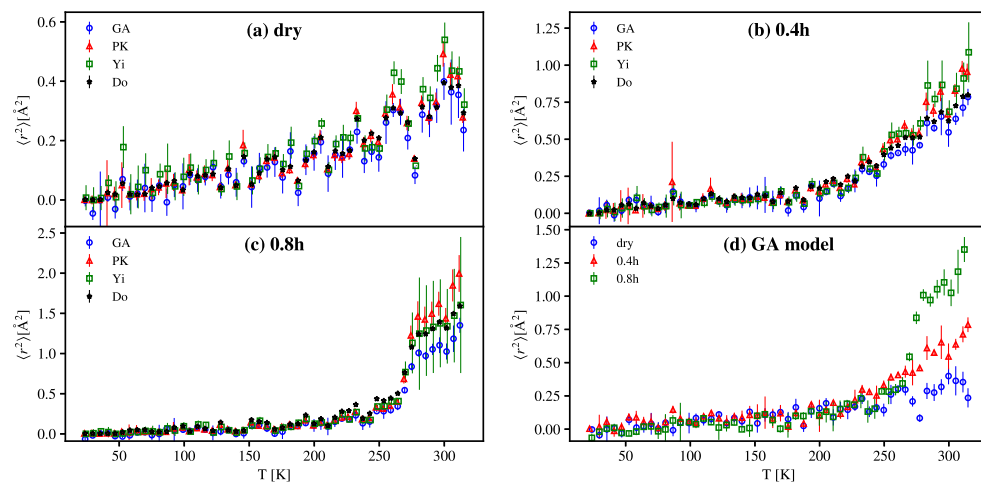 (a) dry
GA
PK
Yi
Do
0.6
0.4
0.2
0.0
⟨r²⟩[Å²]
(b) 0.4h
GA
PK
Yi
Do
1.25
1.00
0.75
0.50
0.25
0.00
⟨r²⟩[Å²]
(c) 0.8h
GA
PK
Yi
Do
2.5
2.0
1.5
1.0
0.5
0.0
⟨r²⟩[Å²]
50 100 150 200 250 300
T [K]
(d) GA model
dry
0.4h
0.8h
1.50
1.25
1.00
0.75
0.50
0.25
0.00
⟨r²⟩[Å²]
50 100 150 200 250 300
T [K]